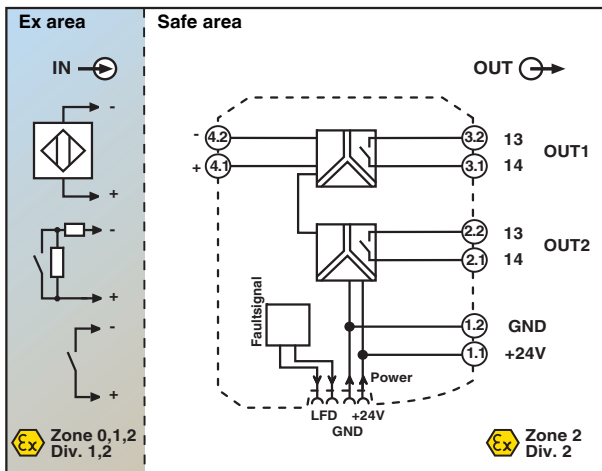 Ex area
Safe area
IN
OUT
-
+
-
+
-
+
- 4.2
+ 4.1
3.2 13
3.1 14
OUT1
2.2 13
2.1 14
OUT2
1.2 GND
1.1 +24V
Faultsignal
Power
LFD +24V
GND
Ex Zone 0,1,2
Div. 1,2
Ex Zone 2
Div. 2